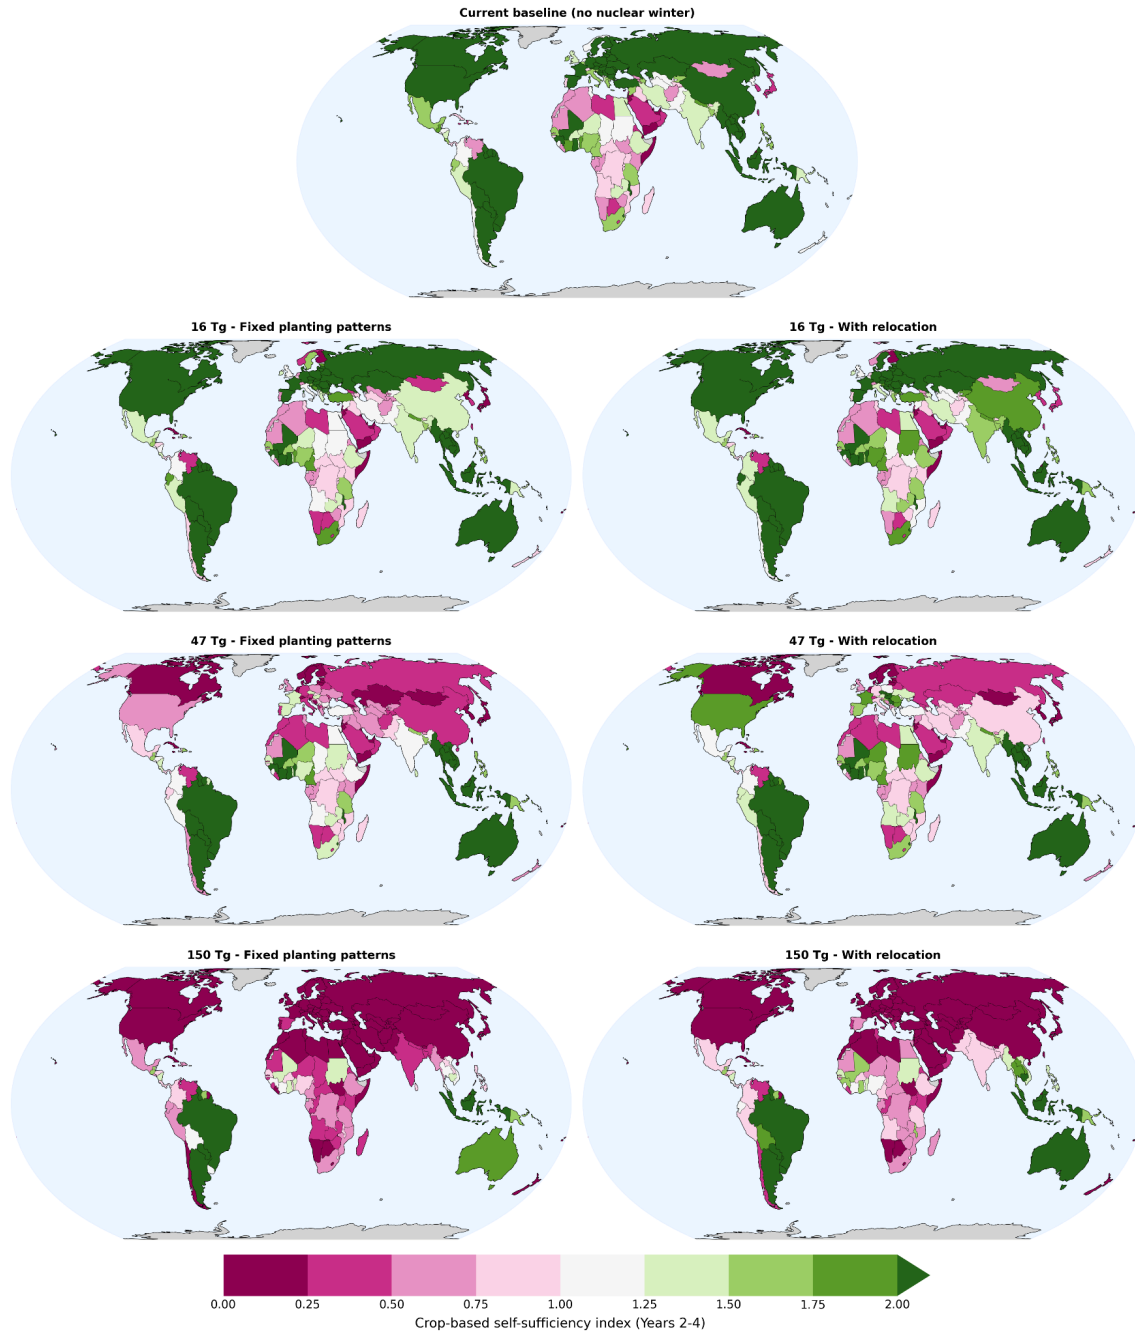 Current baseline (no nuclear winter)
16 Tg - Fixed planting patterns
16 Tg - With relocation
47 Tg - Fixed planting patterns
47 Tg - With relocation
150 Tg - Fixed planting patterns
150 Tg - With relocation
0.00 0.25 0.50 0.75 1.00 1.25 1.50 1.75 2.00
Crop-based self-sufficiency index (Years 2-4)